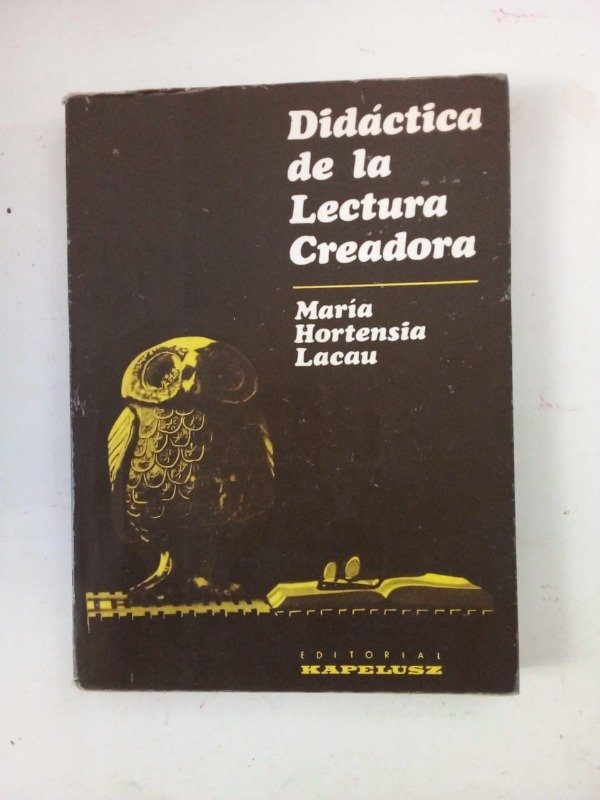 Didáctica
de la
Lectura
Creadora
María
Hortensia
Lacau
EDITORIAL
KAPELUSZ